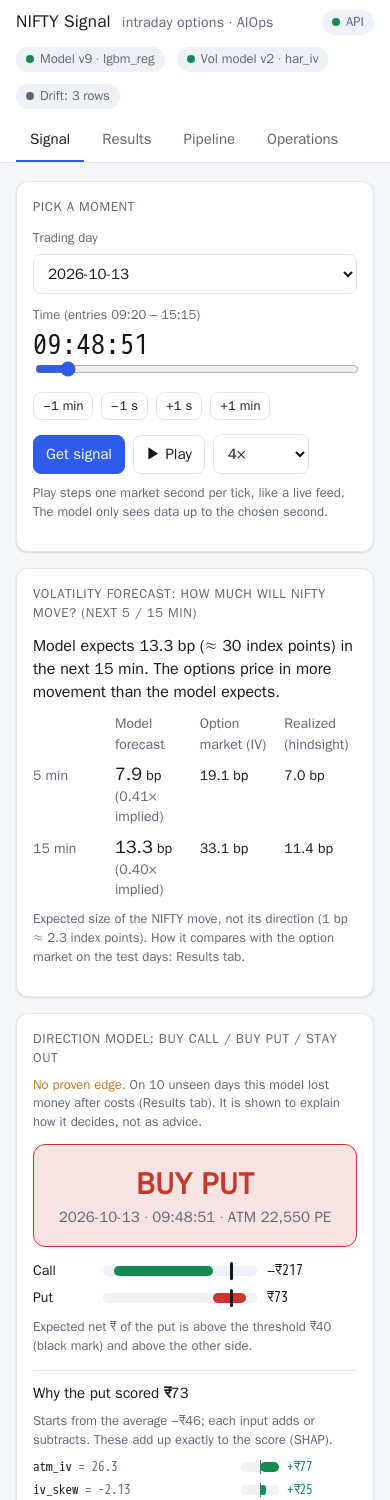 NIFTY Signal intraday options · AIOps API
Model v9 · lgbm_reg Vol model v2 · har_iv
Drift: 3 rows
Signal Results Pipeline Operations
PICK A MOMENT
Trading day
2026-10-13
Time (entries 09:20 – 15:15)
09:48:51
−1 min −1 s +1 s +1 min
Get signal ▶ Play 4×
Play steps one market second per tick, like a live feed.
The model only sees data up to the chosen second.
VOLATILITY FORECAST: HOW MUCH WILL NIFTY
MOVE? (NEXT 5 / 15 MIN)
Model expects 13.3 bp (≈ 30 index points) in
the next 15 min. The options price in more
movement than the model expects.
Model Option Realized
forecast market (IV) (hindsight)
5 min 7.9 bp 19.1 bp 7.0 bp
(0.41×
implied)
15 min 13.3 bp 33.1 bp 11.4 bp
(0.40×
implied)
Expected size of the NIFTY move, not its direction (1 bp
≈ 2.3 index points). How it compares with the option
market on the test days: Results tab.
DIRECTION MODEL: BUY CALL / BUY PUT / STAY
OUT
No proven edge. On 10 unseen days this model lost
money after costs (Results tab). It is shown to explain
how it decides, not as advice.
BUY PUT
2026-10-13 · 09:48:51 · ATM 22,550 PE
Call −₹217
Put ₹73
Expected net ₹ of the put is above the threshold ₹40
(black mark) and above the other side.
Why the put scored ₹73
Starts from the average −₹46; each input adds or
subtracts. These add up exactly to the score (SHAP).
atm_iv = 26.3 +₹77
iv_skew = -2.13 +₹25